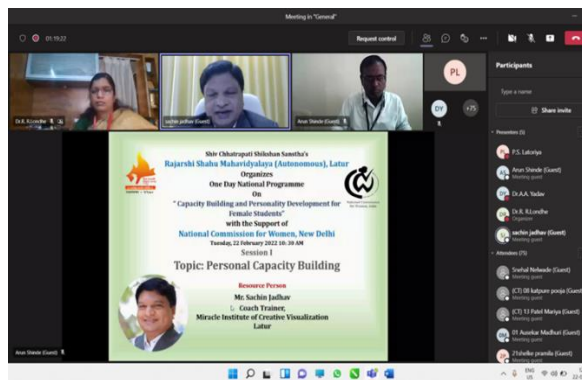 Meeting in "General"
01:19:22
Request control
Participants
Type a name
Share invite
Presenters (5)
P.S. Latoriya
Arun Shinde (Guest)
Meeting guest
Dr.A.A. Yadav
Dr.R. R.Londhe
Organizer
sachin jadhav (Guest)
Meeting guest
Attendees (75)
Snehal Nelwade (Guest)
Meeting guest
(CT) 08 katpure pooja (Guest)
Meeting guest
(CT) 13 Patel Mariya (Guest)
Meeting guest
01 Ausekar Madhuri (Guest)
Meeting guest
21shelke pramila (Guest)
PL
DY
+75
Dr.R. R.Londhe
sachin jadhav (Guest)
Arun Shinde (Guest)
Shiv Chhatrapati Shikshan Sanstha's
Rajarshi Shahu Mahavidyalaya (Autonomous), Latur
Organizes
One Day National Programme
On
"Capacity Building and Personality Development for
Female Students"
with the Support of
National Commission for Women, New Delhi
Tuesday, 22 February 2022 10: 30 AM
Session I
Topic: Personal Capacity Building
Resource Person
Mr. Sachin Jadhav
Coach Trainer,
Miracle Institute of Creative Visualization
Latur
Arun Shinde (Guest)
ENG
US